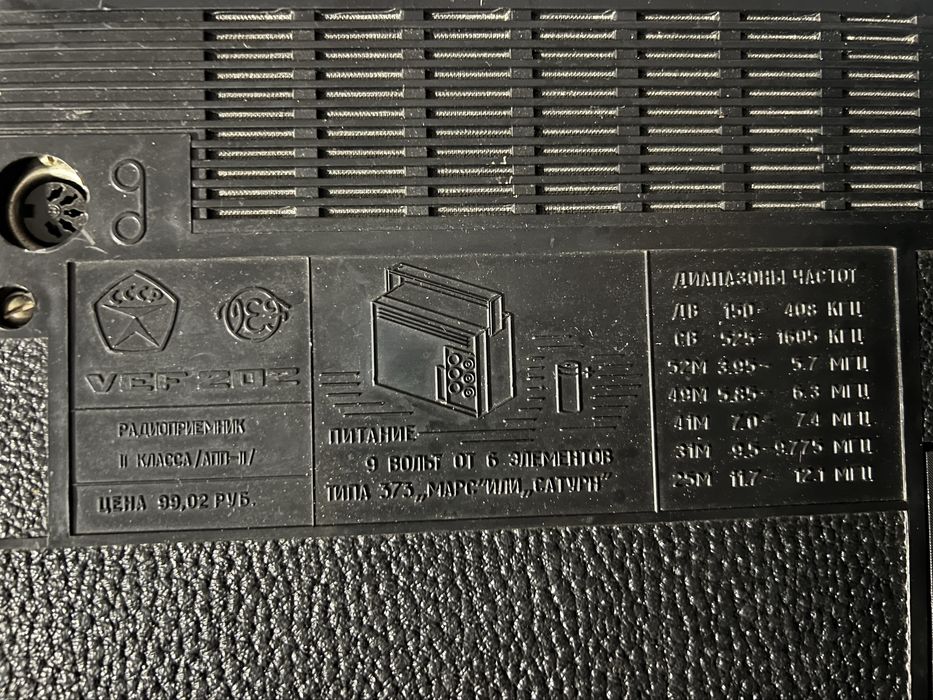 СССР
VEF 202
РАДИОПРИЕМНИК
II КЛАССА /АПП-II/
ЦЕНА 99,02 РУБ.
ПИТАНИЕ
9 ВОЛЬТ ОТ 6 ЭЛЕМЕНТОВ
ТИПА 373 „МАРС" ИЛИ „САТУРН"
ДИАПАЗОНЫ ЧАСТОТ
ДВ 150- 408 КГЦ
СВ 525- 1605 КГЦ
52М 3.95- 5.7 МГЦ
49М 5.85- 6.3 МГЦ
41М 7.0- 7.4 МГЦ
31М 9.5-9.775 МГЦ
25М 11.7- 12.1 МГЦ